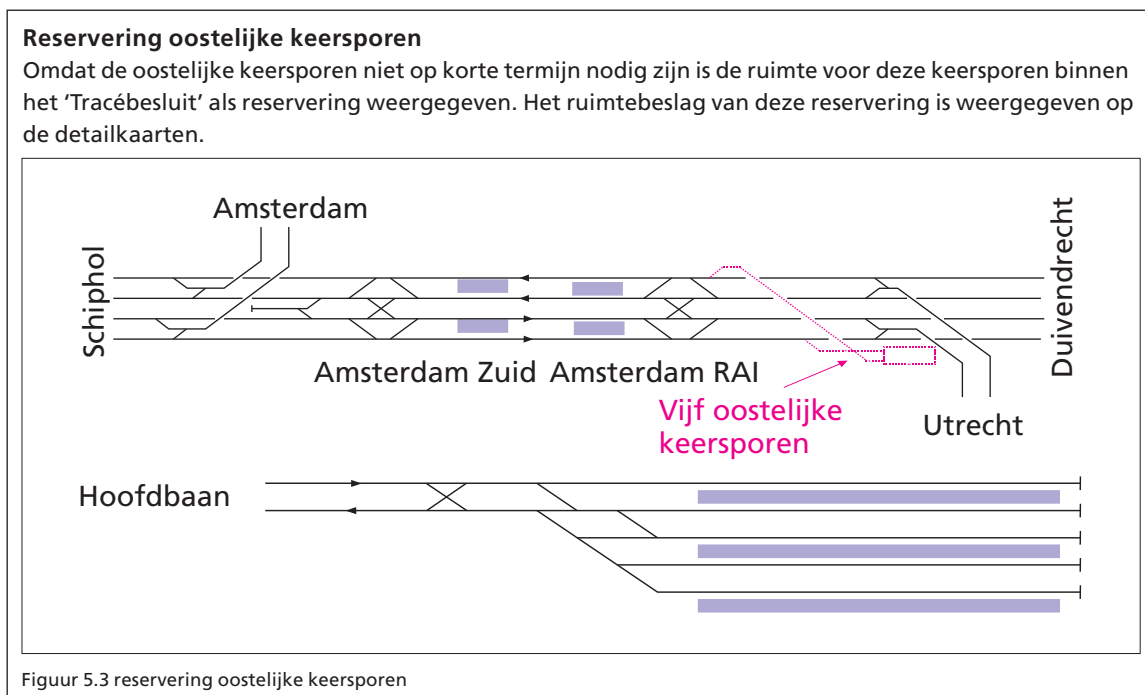 Reservering oostelijke keersporen
Omdat de oostelijke keersporen niet op korte termijn nodig zijn is de ruimte voor deze keersporen binnen
het ‘Tracébesluit’ als reservering weergegeven. Het ruimtebeslag van deze reservering is weergegeven op
de detailkaarten.
Amsterdam
Schiphol
Duivendrecht
Amsterdam Zuid
Amsterdam RAI
Vijf oostelijke
keersporen
Utrecht
Hoofdbaan
Figuur 5.3 reservering oostelijke keersporen